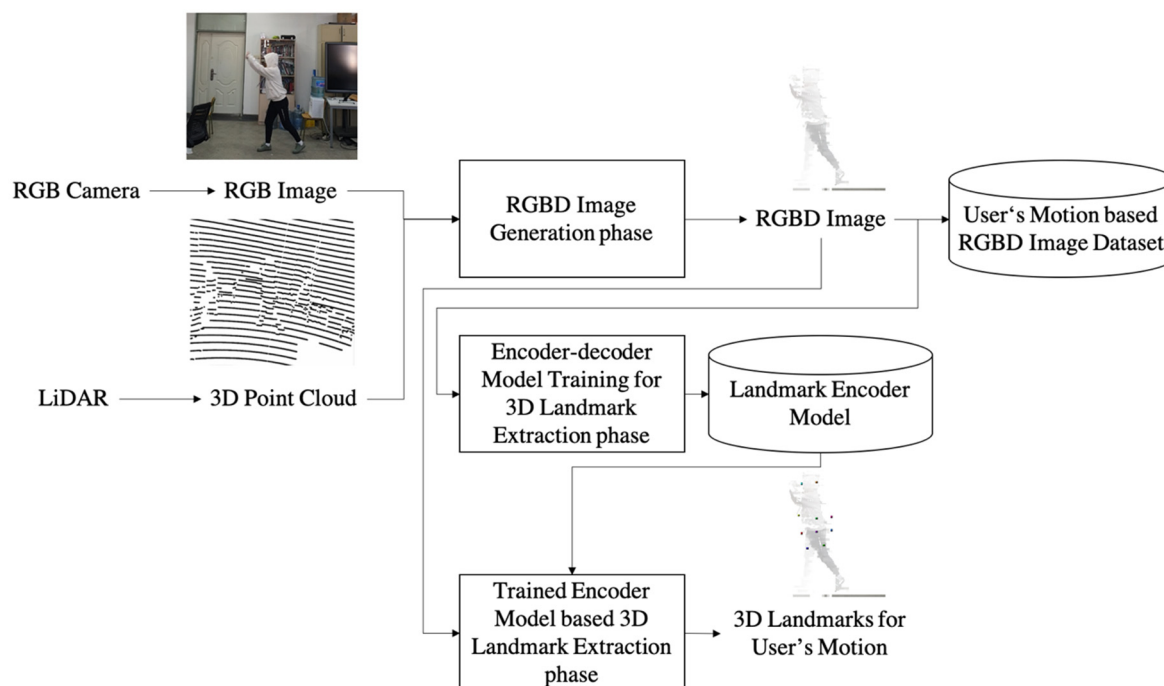 RGB Camera
RGB Image
RGBD Image
Generation phase
RGBD Image
User‘s Motion based
RGBD Image Dataset
LiDAR
3D Point Cloud
Encoder-decoder
Model Training for
3D Landmark
Extraction phase
Landmark Encoder
Model
Trained Encoder
Model based 3D
Landmark Extraction
phase
3D Landmarks for
User’s Motion